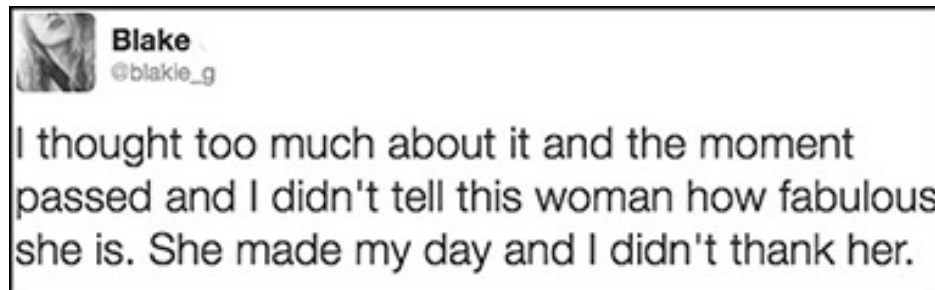 Blake
@blakie_g
I thought too much about it and the moment
passed and I didn't tell this woman how fabulous
she is. She made my day and I didn't thank her.